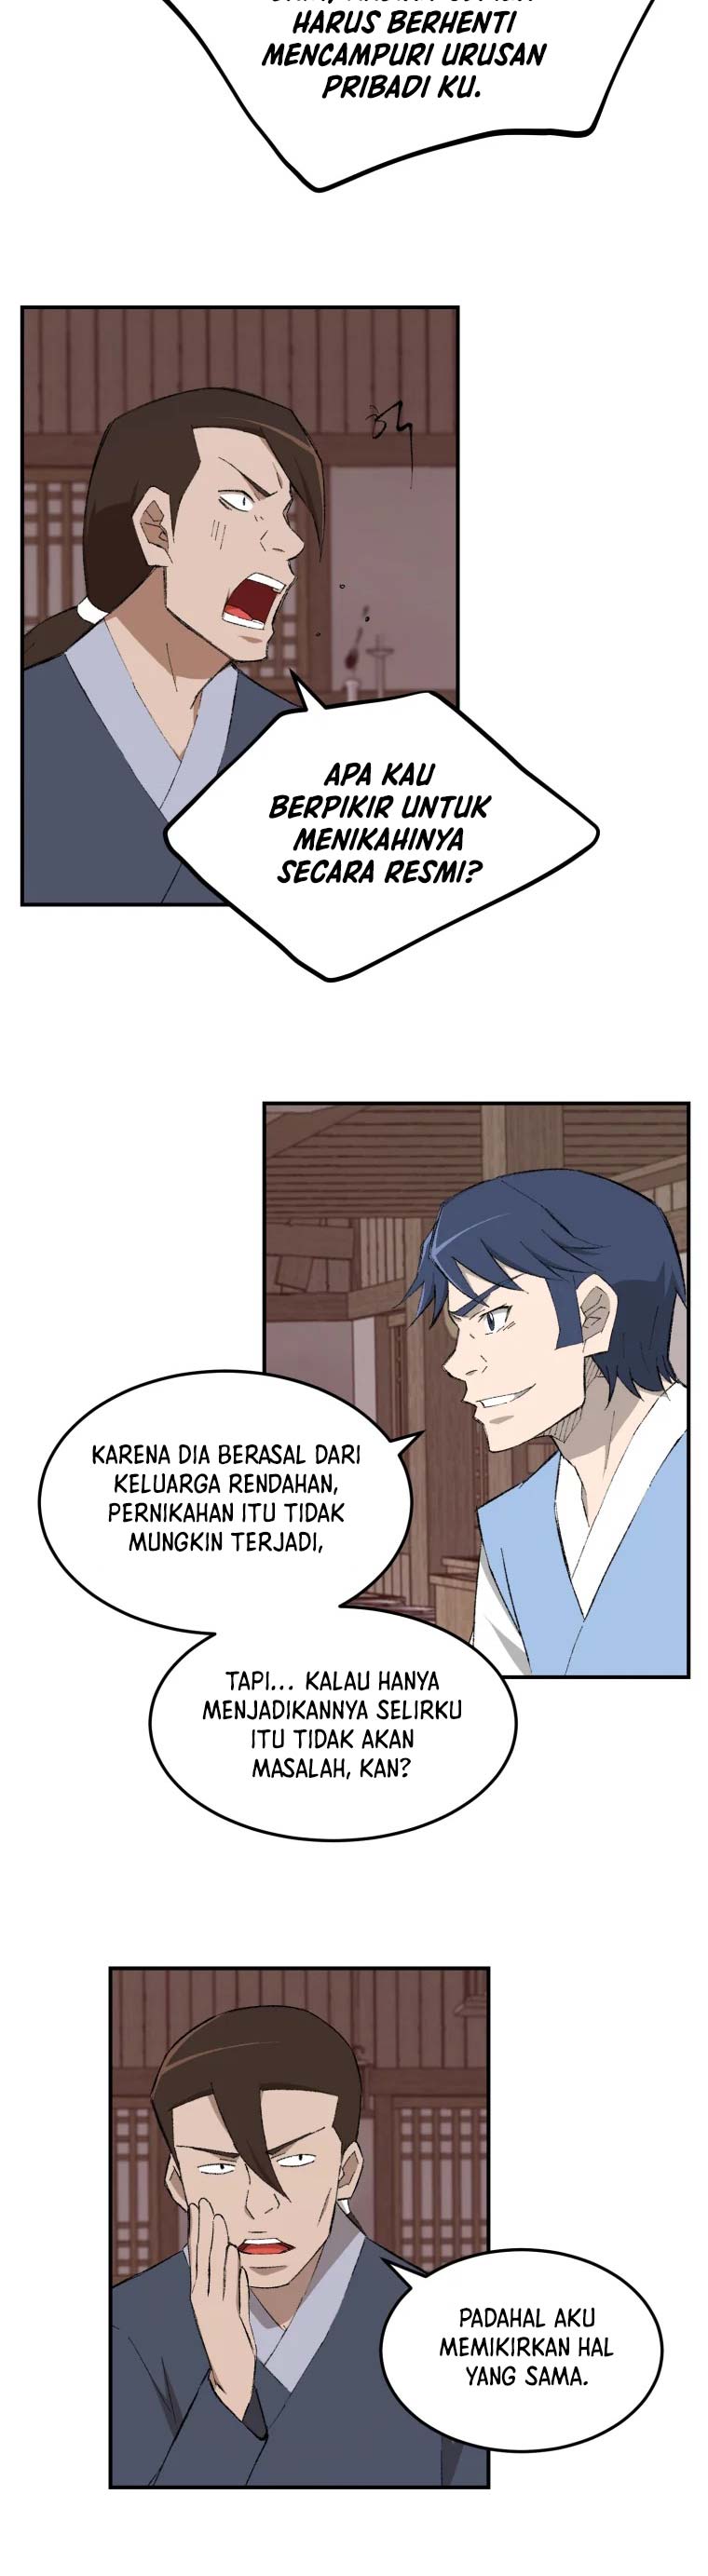 HARUS BERHENTI
MENCAMPURI URUSAN
PRIBADI KU.
APA KAU
BERPIKIR UNTUK
MENIKAHINYA
SECARA RESMI?
KARENA DIA BERASAL DARI
KELUARGA RENDAHAN,
PERNIKAHAN ITU TIDAK
MUNGKIN TERJADI,
TAPI... KALAU HANYA
MENJADIKANNYA SELIRKU
ITU TIDAK AKAN
MASALAH, KAN?
PADAHAL AKU
MEMIKIRKAN HAL
YANG SAMA.